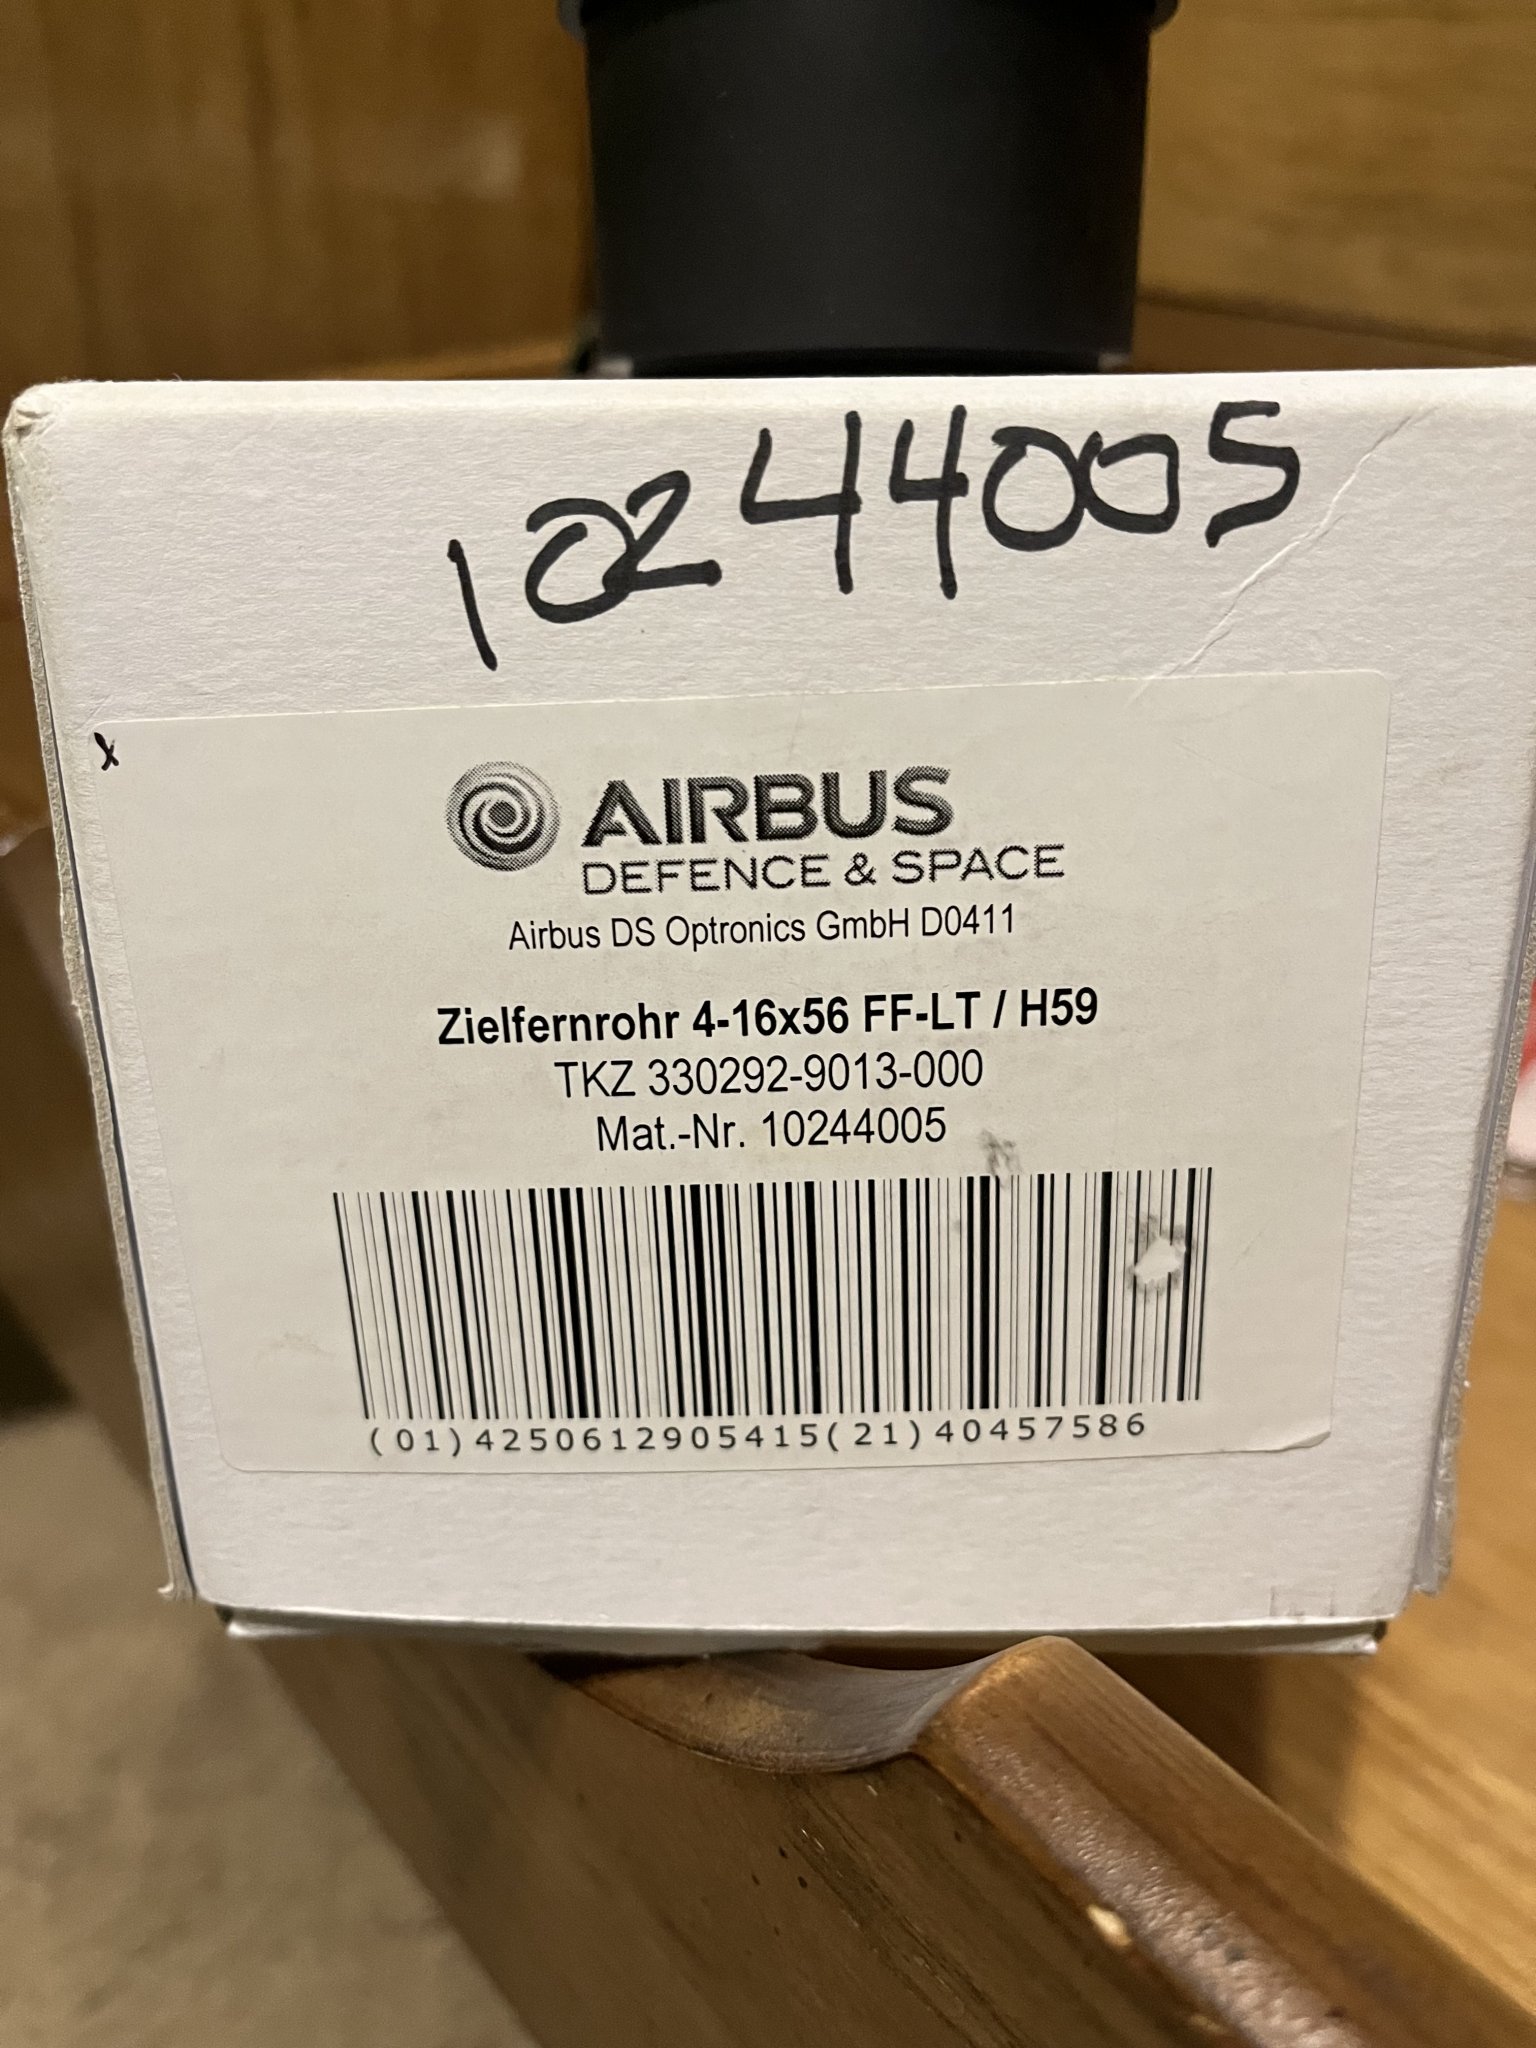 10244005
x
AIRBUS
DEFENCE & SPACE
Airbus DS Optronics GmbH D0411
Zielfernrohr 4-16x56 FF-LT / H59
TKZ 330292-9013-000
Mat.-Nr. 10244005
(01)4250612905415(21)40457586